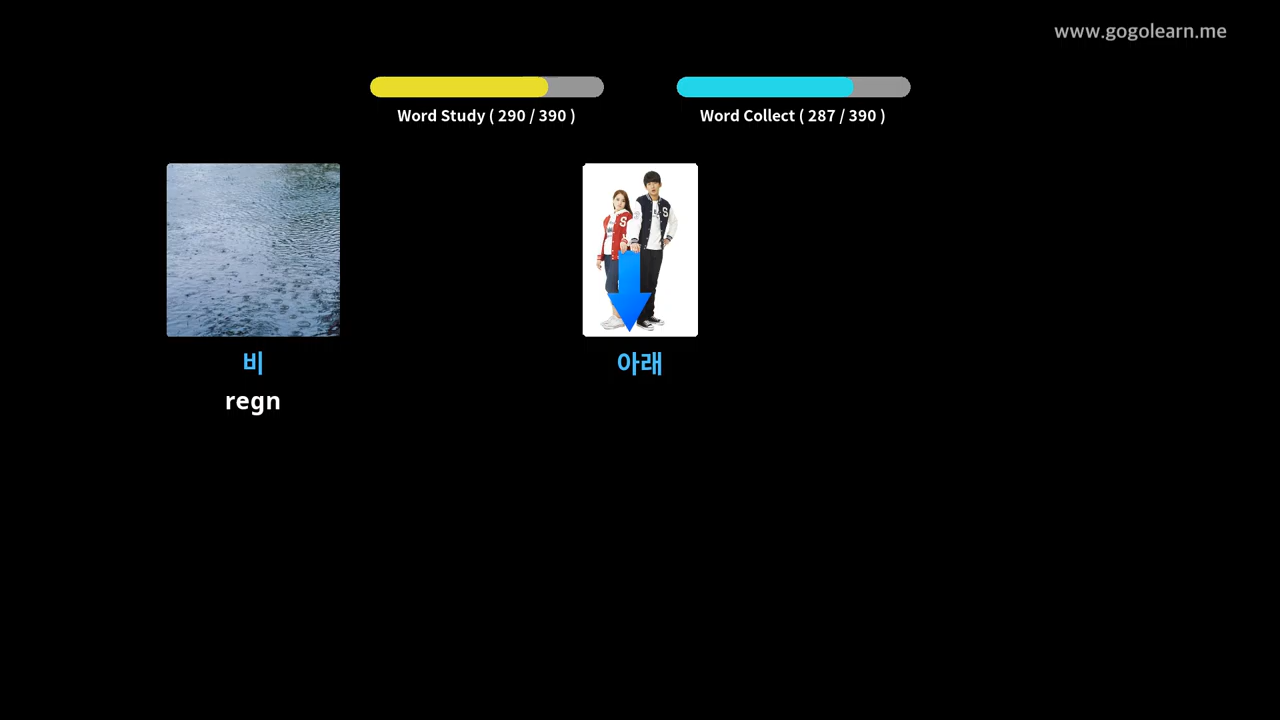 www.gogolearn.me
Word Study ( 290 / 390 )
Word Collect ( 287 / 390 )
S
S
비
아래
regn